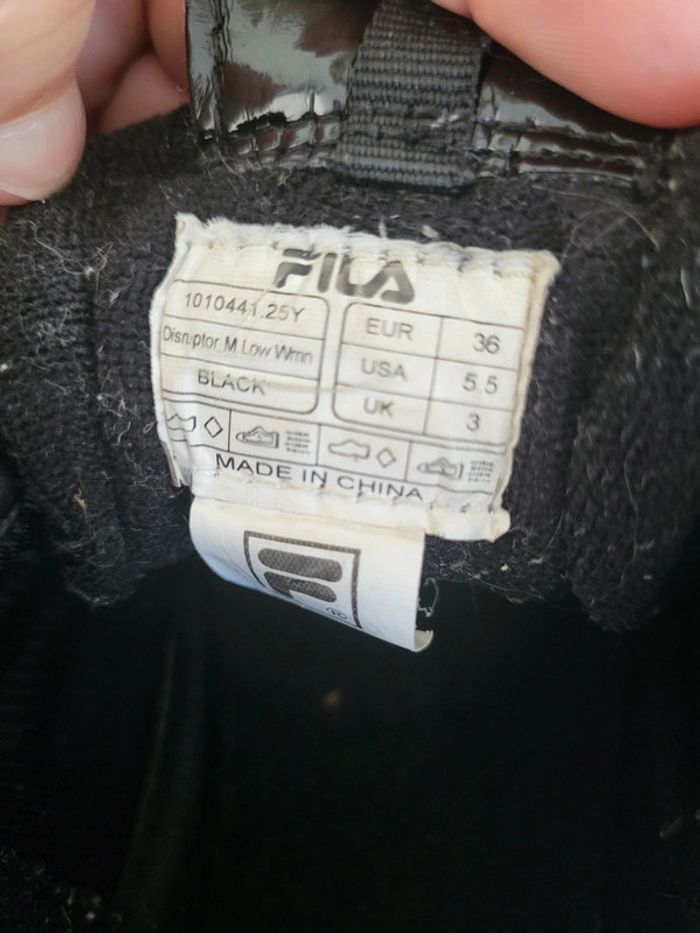 FILA
1010441.25Y
Disruptor M Low Wmn
BLACK
EUR 36
USA 5.5
UK 3
MADE IN CHINA
F
®